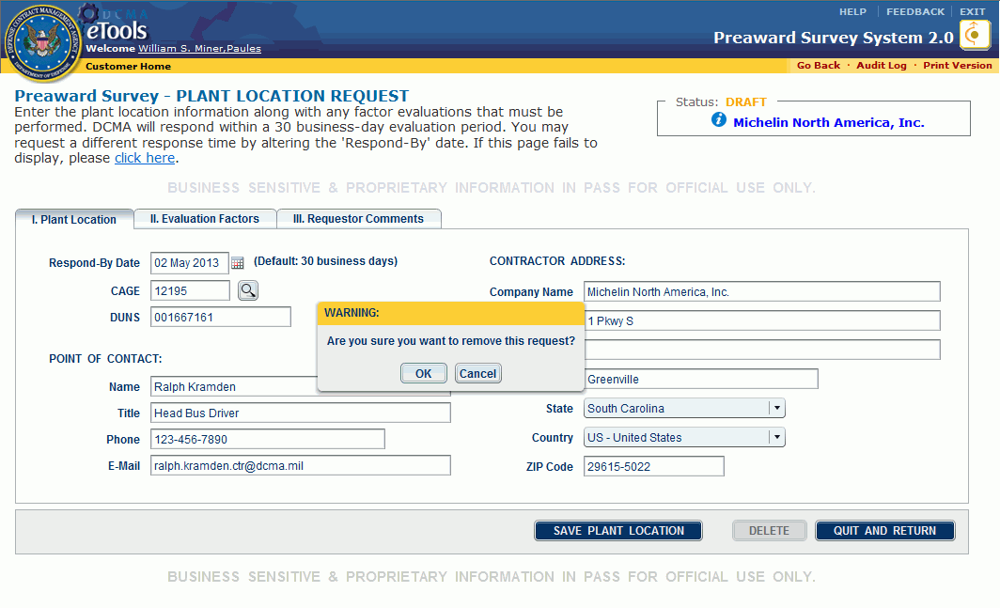 HELP | FEEDBACK | EXIT
DCMA
eTools
Welcome William S. Miner,Paules
Preaward Survey System 2.0
DEFENSE CONTRACT MANAGEMENT AGENCY
DEPARTMENT OF DEFENSE
Customer Home
Go Back · Audit Log · Print Version
Preaward Survey - PLANT LOCATION REQUEST
Enter the plant location information along with any factor evaluations that must be
performed. DCMA will respond within a 30 business-day evaluation period. You may
request a different response time by altering the 'Respond-By' date. If this page fails to
display, please click here.
Status: DRAFT
Michelin North America, Inc.
BUSINESS SENSITIVE & PROPRIETARY INFORMATION IN PASS FOR OFFICIAL USE ONLY.
I. Plant Location
II. Evaluation Factors
III. Requestor Comments
Respond-By Date 02 May 2013 (Default: 30 business days)
CAGE 12195
DUNS 001667161
POINT OF CONTACT:
Name Ralph Kramden
Title Head Bus Driver
Phone 123-456-7890
E-Mail ralph.kramden.ctr@dcma.mil
CONTRACTOR ADDRESS:
Company Name Michelin North America, Inc.
1 Pkwy S
Greenville
State South Carolina
Country US - United States
ZIP Code 29615-5022
WARNING:
Are you sure you want to remove this request?
OK Cancel
SAVE PLANT LOCATION DELETE QUIT AND RETURN
BUSINESS SENSITIVE & PROPRIETARY INFORMATION IN PASS FOR OFFICIAL USE ONLY.